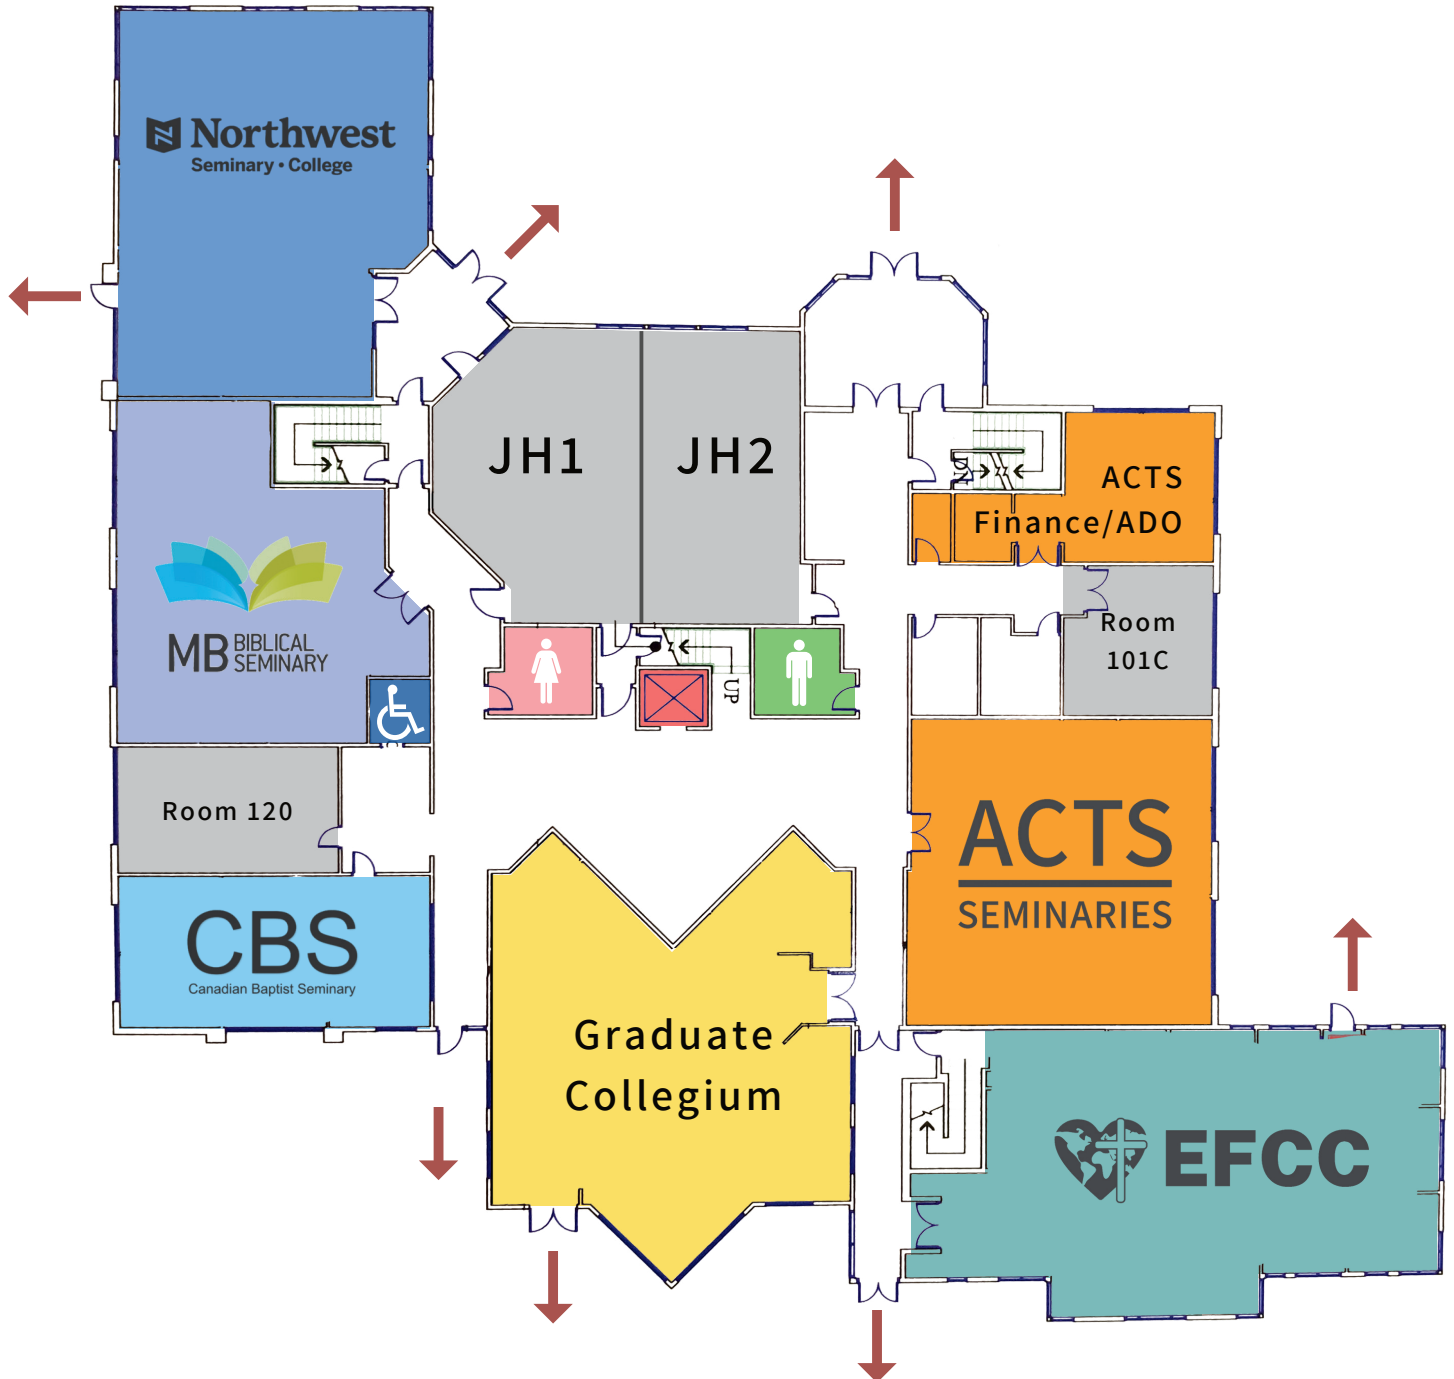 Northwest
Seminary • College
JH1
JH2
ACTS
Finance/ADO
DN
MB BIBLICAL
SEMINARY
Room
101C
UP
Room 120
ACTS
SEMINARIES
CBS
Canadian Baptist Seminary
Graduate
Collegium
EFCC